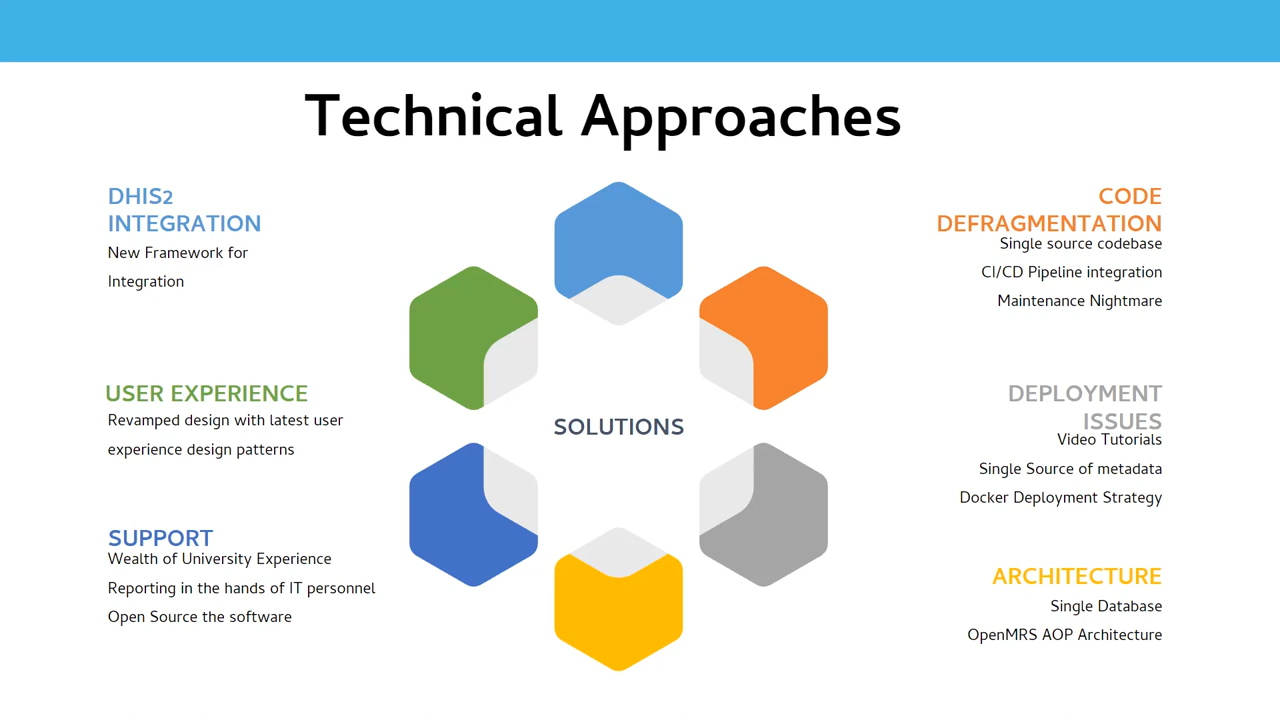 Technical Approaches
DHIS2
INTEGRATION
New Framework for
Integration
USER EXPERIENCE
Revamped design with latest user
experience design patterns
SUPPORT
Wealth of University Experience
Reporting in the hands of IT personnel
Open Source the software
SOLUTIONS
CODE
DEFRAGMENTATION
Single source codebase
CI/CD Pipeline integration
Maintenance Nightmare
DEPLOYMENT
ISSUES
Video Tutorials
Single Source of metadata
Docker Deployment Strategy
ARCHITECTURE
Single Database
OpenMRS AOP Architecture